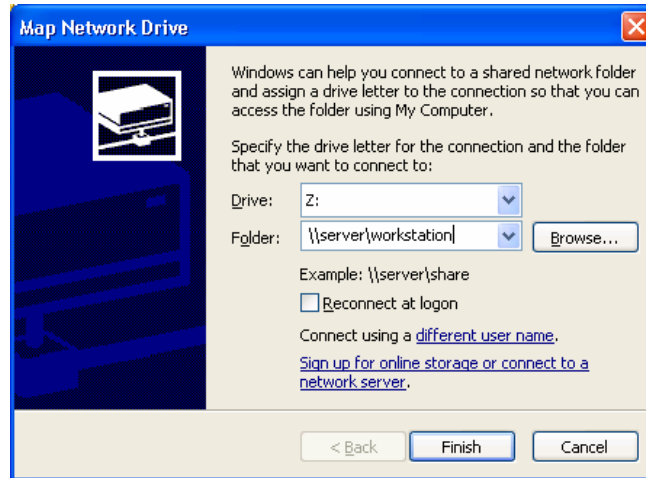 Map Network Drive
Windows can help you connect to a shared network folder
and assign a drive letter to the connection so that you can
access the folder using My Computer.
Specify the drive letter for the connection and the folder
that you want to connect to:
Drive: Z:
Folder: \\server\workstation Browse...
Example: \\server\share
Reconnect at logon
Connect using a different user name.
Sign up for online storage or connect to a
network server.
< Back Finish Cancel